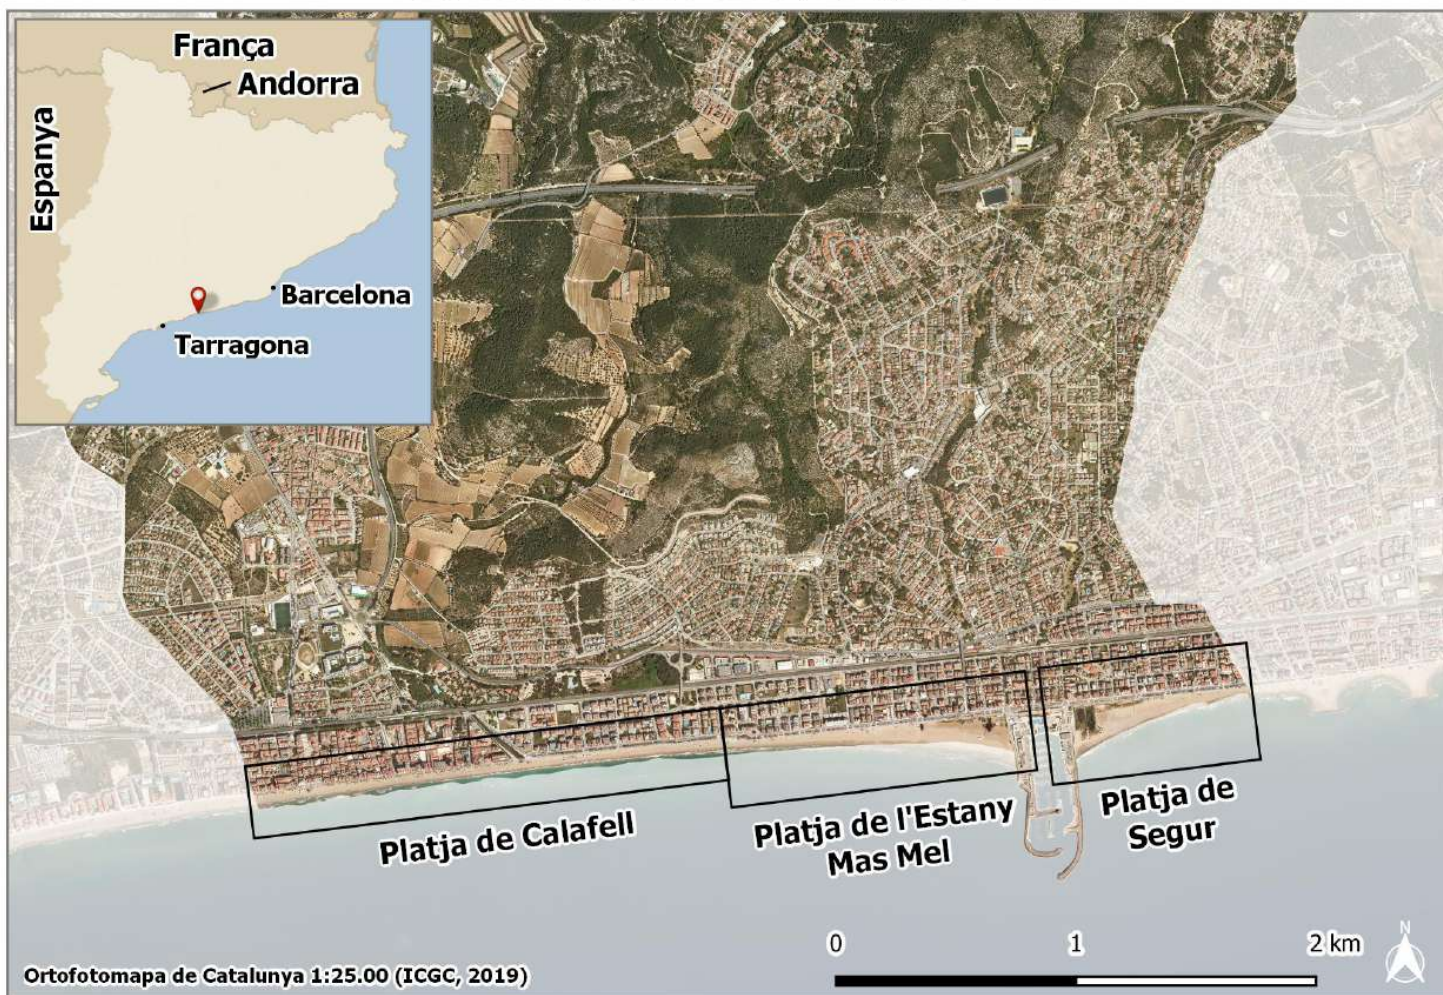 França
Andorra
Espanya
Barcelona
Tarragona
Platja de Calafell
Platja de l'Estany
Mas Mel
Platja de
Segur
0 1 2 km
N
Ortofotomapa de Catalunya 1:25.00 (ICGC, 2019)